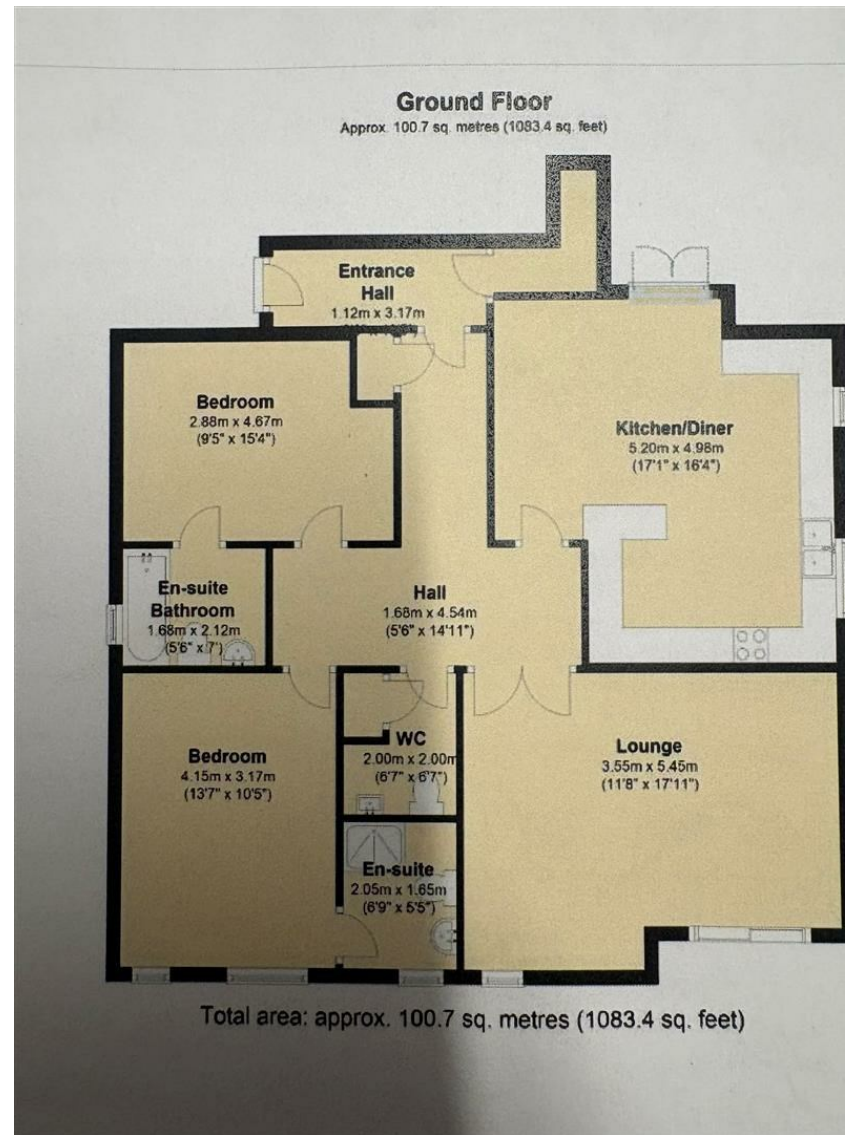 Ground Floor
Approx. 100.7 sq. metres (1083.4 sq. feet)
Entrance
Hall
1.12m x 3.17m
Bedroom
2.88m x 4.67m
(9'5" x 15'4")
Kitchen/Diner
5.20m x 4.98m
(17'1" x 16'4")
En-suite
Bathroom
1.68m x 2.12m
(5'6" x 7')
Hall
1.68m x 4.54m
(5'6" x 14'11")
Bedroom
4.15m x 3.17m
(13'7" x 10'5")
WC
2.00m x 2.00m
(6'7" x 6'7")
Lounge
3.55m x 5.45m
(11'8" x 17'11")
En-suite
2.05m x 1.65m
(6'9" x 5'5")
Total area: approx. 100.7 sq. metres (1083.4 sq. feet)